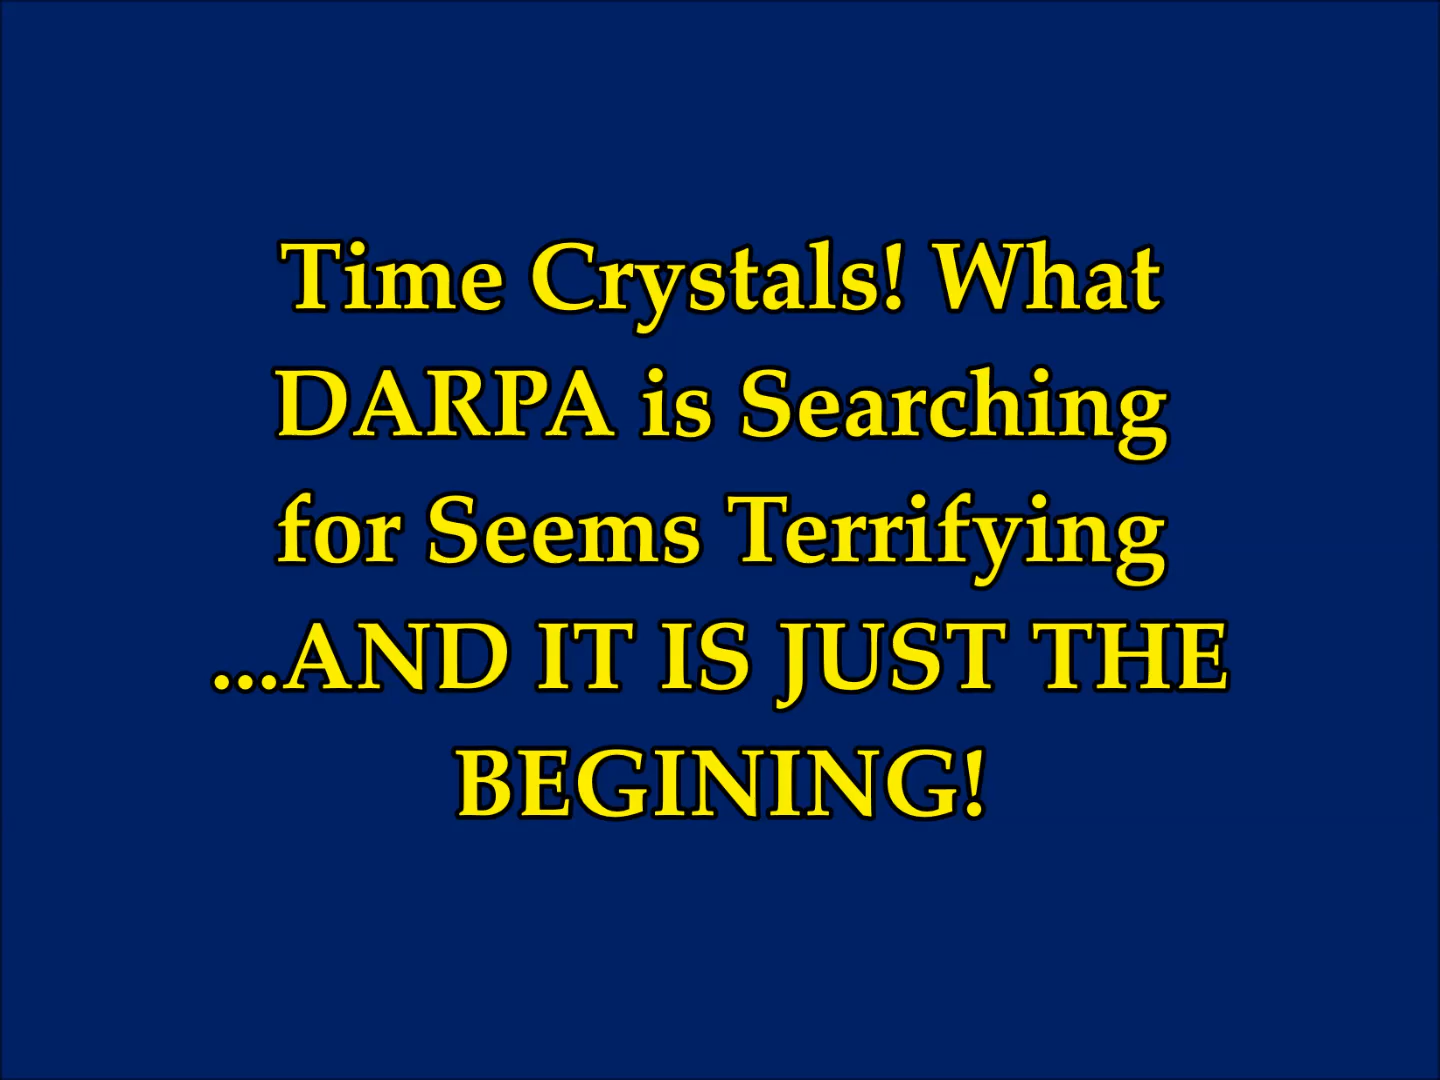 Time Crystals! What
DARPA is Searching
for Seems Terrifying
...AND IT IS JUST THE
BEGINING!